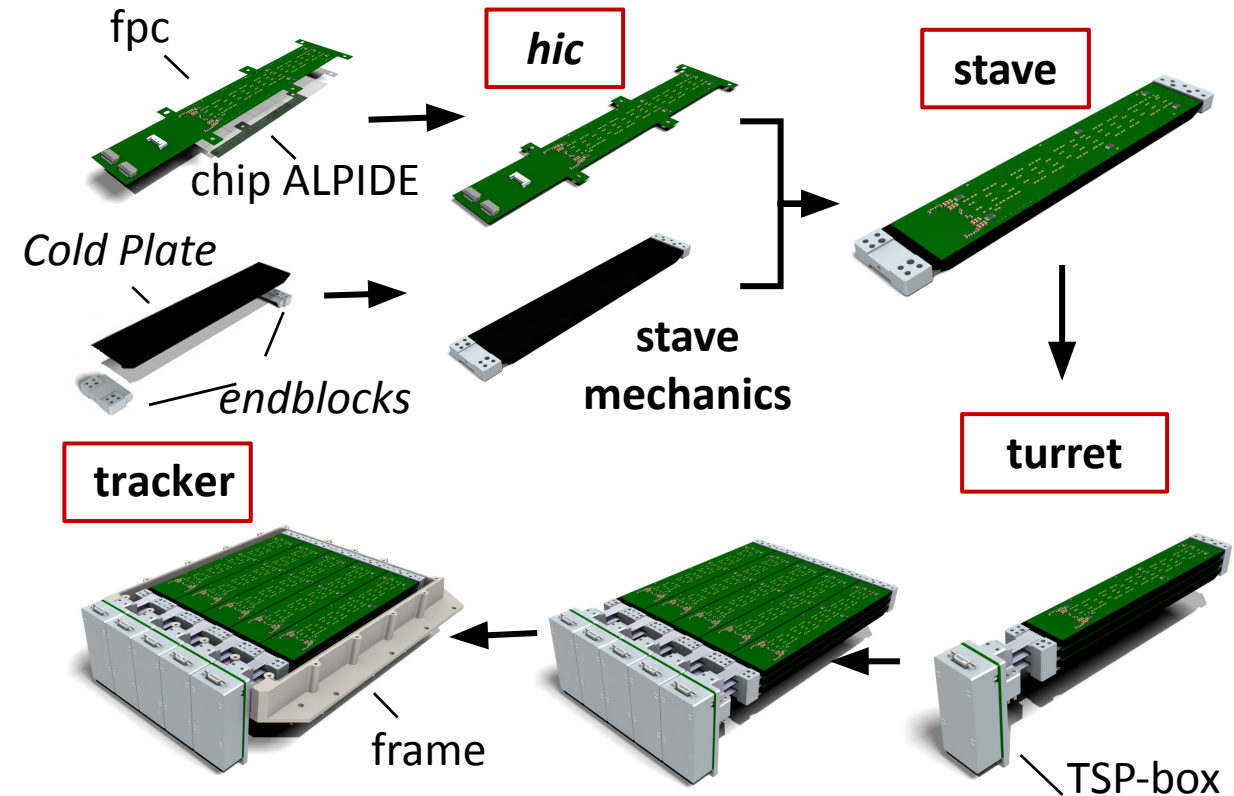 fpc
hic
stave
chip ALPIDE
Cold Plate
stave
mechanics
endblocks
tracker
turret
frame
TSP-box